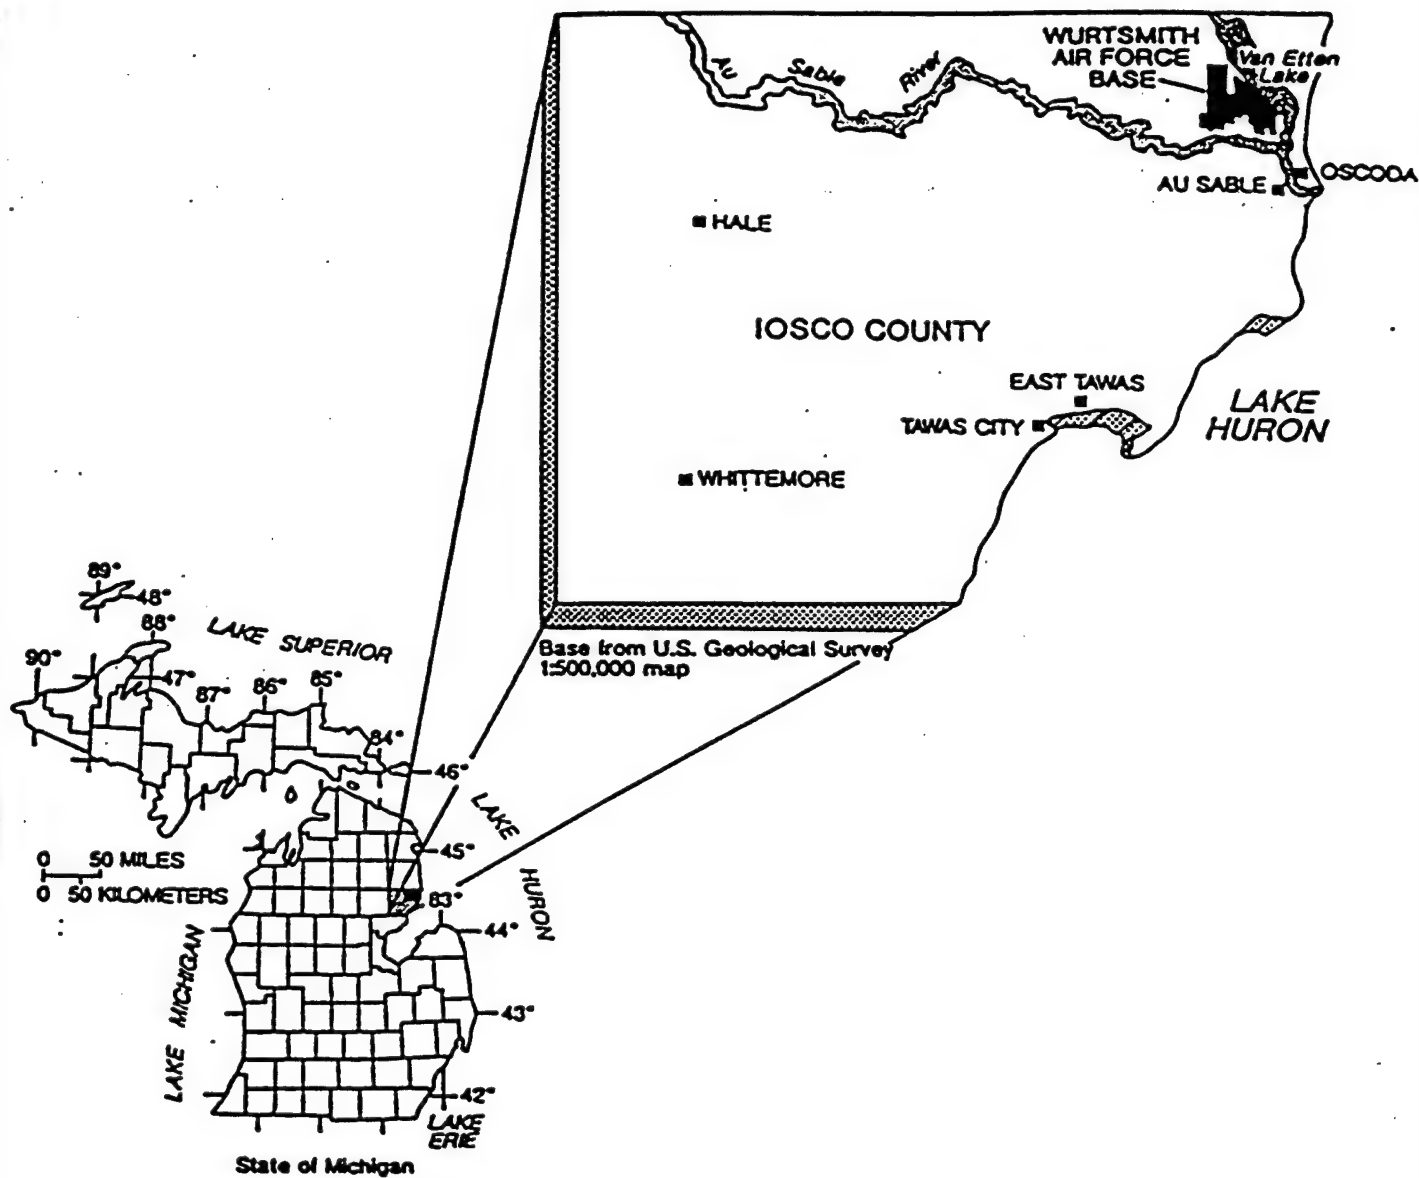 WURTSMITH
AIR FORCE
BASE
Van Etten
Lake
Au Sable River
OSCODA
AU SABLE
HALE
IOSCO COUNTY
EAST TAWAS
TAWAS CITY
LAKE
HURON
WHITTEMORE
Base from U.S. Geological Survey
1:500,000 map
89°
48°
88°
LAKE SUPERIOR
90°
47°
87°
86°
85°
84°
46°
LAKE HURON
45°
0 50 MILES
0 50 KILOMETERS
83°
44°
LAKE MICHIGAN
43°
42°
LAKE
ERIE
State of Michigan